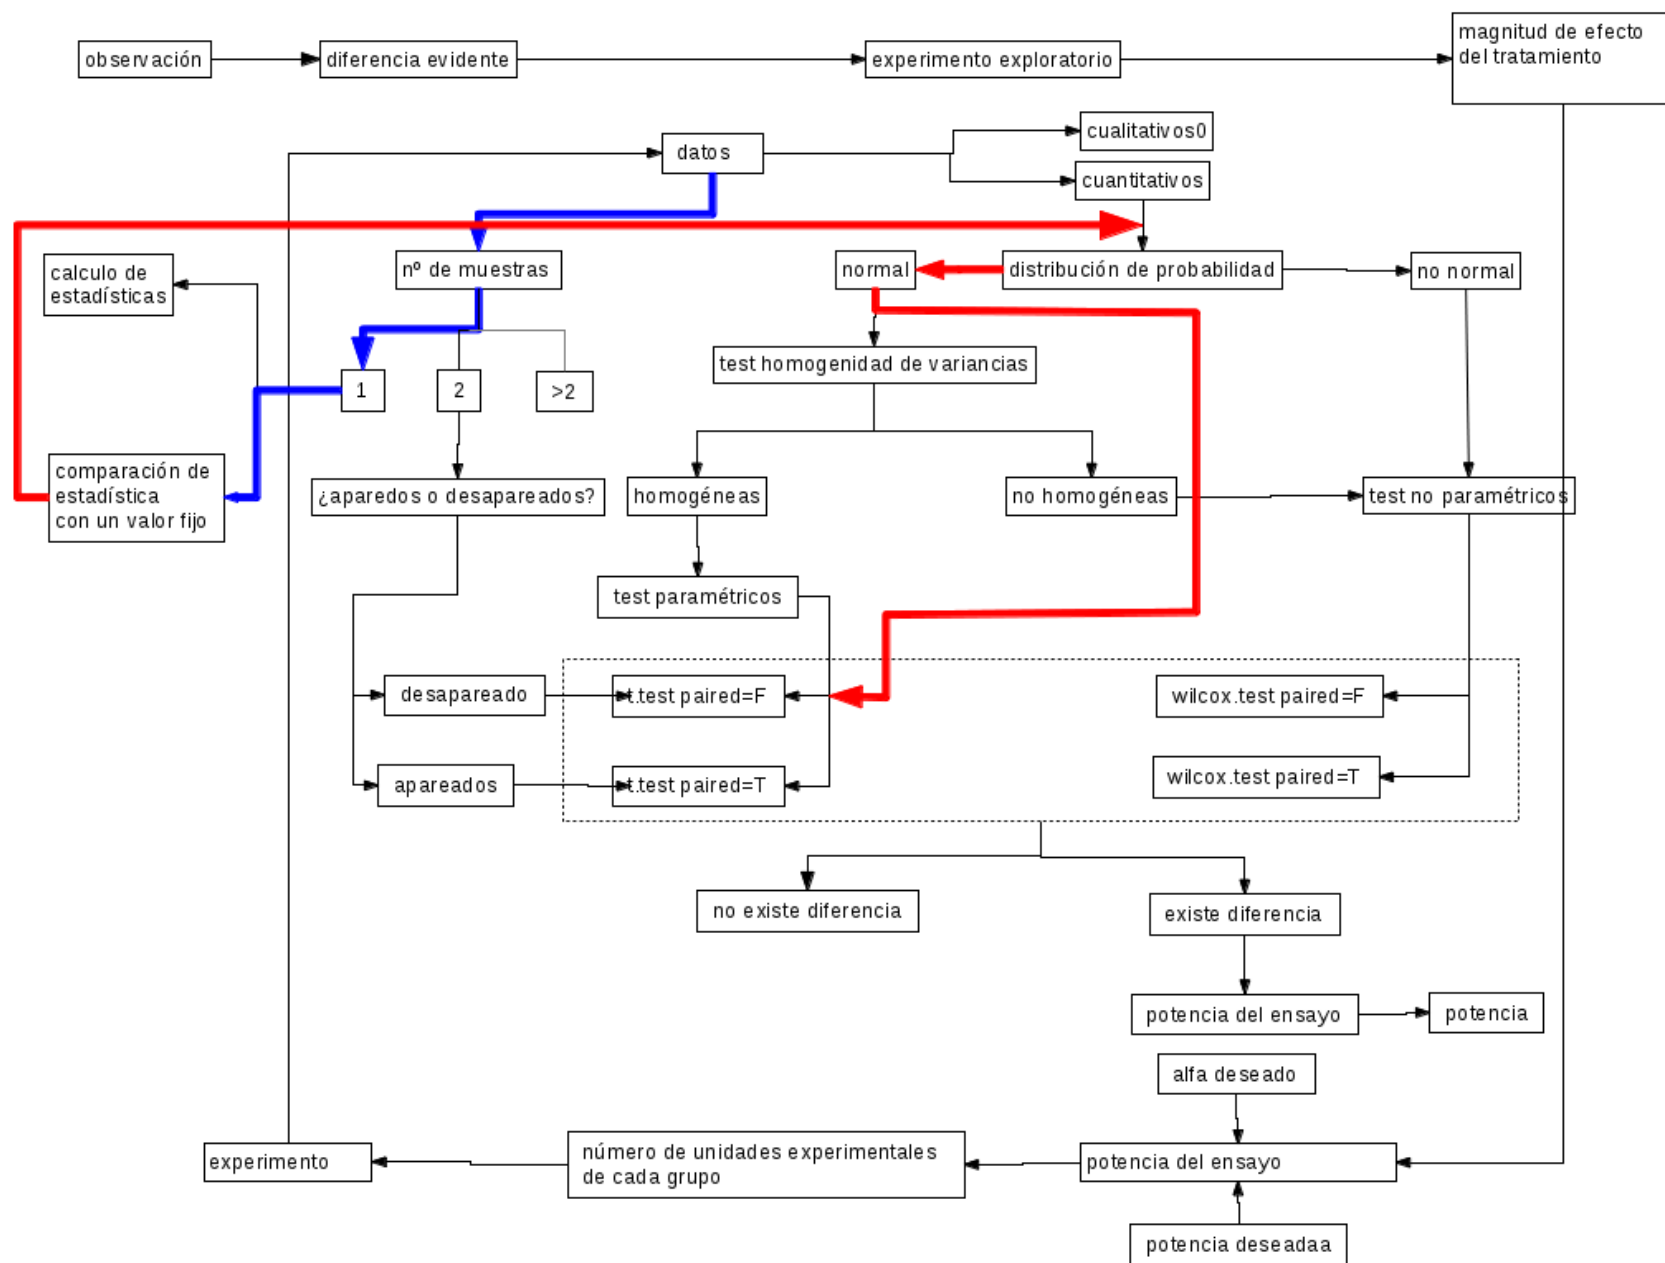 observación
diferencia evidente
experimento exploratorio
magnitud de efecto
del tratamiento
datos
cualitativos0
cuantitativos
calculo de
estadísticas
nº de muestras
normal
distribución de probabilidad
no normal
test homogenidad de variancias
1
2
>2
comparación de
estadística
con un valor fijo
¿aparedos o desapareados?
homogéneas
no homogéneas
test no paramétricos
test paramétricos
desapareado
t.test paired=F
wilcox.test paired=F
apareados
t.test paired=T
wilcox.test paired=T
no existe diferencia
existe diferencia
potencia del ensayo
potencia
alfa deseado
experimento
número de unidades experimentales
de cada grupo
potencia del ensayo
potencia deseadaa